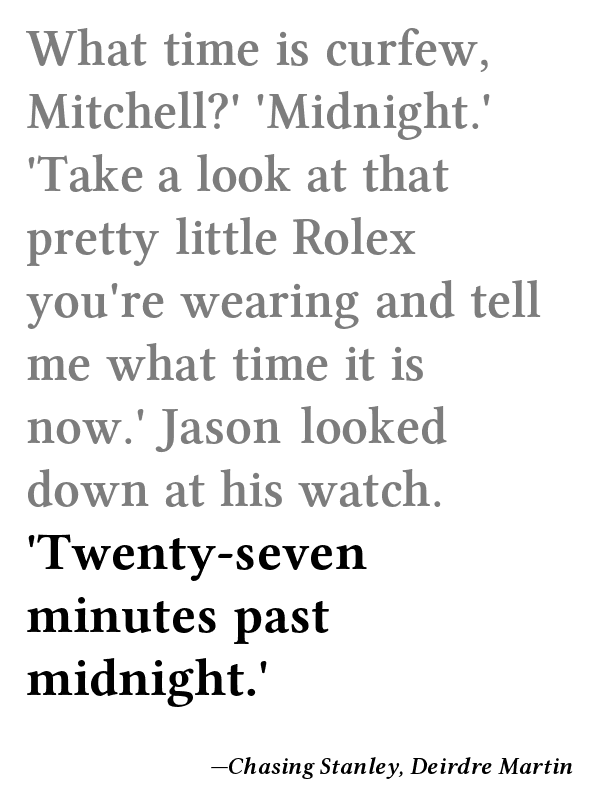 What time is curfew,
Mitchell?' 'Midnight.'
'Take a look at that
pretty little Rolex
you're wearing and tell
me what time it is
now.' Jason looked
down at his watch.
'Twenty-seven
minutes past
midnight.'
—Chasing Stanley, Deirdre Martin